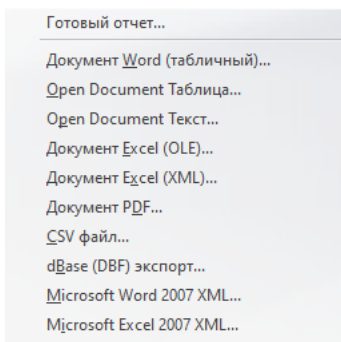 Готовый отчет...
Документ Word (табличный)...
Open Document Таблица...
Open Document Текст...
Документ Excel (OLE)...
Документ Excel (XML)...
Документ PDF...
CSV файл...
dBase (DBF) экспорт...
Microsoft Word 2007 XML...
Microsoft Excel 2007 XML...